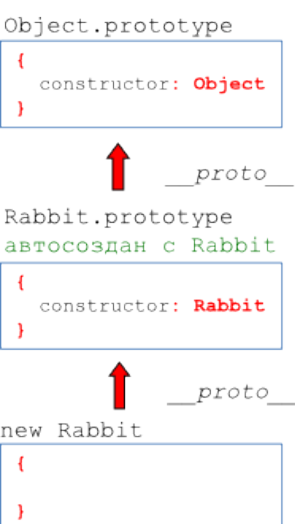 Object.prototype
{
constructor: Object
}
__proto__
Rabbit.prototype
автосоздан с Rabbit
{
constructor: Rabbit
}
__proto__
new Rabbit
{
}